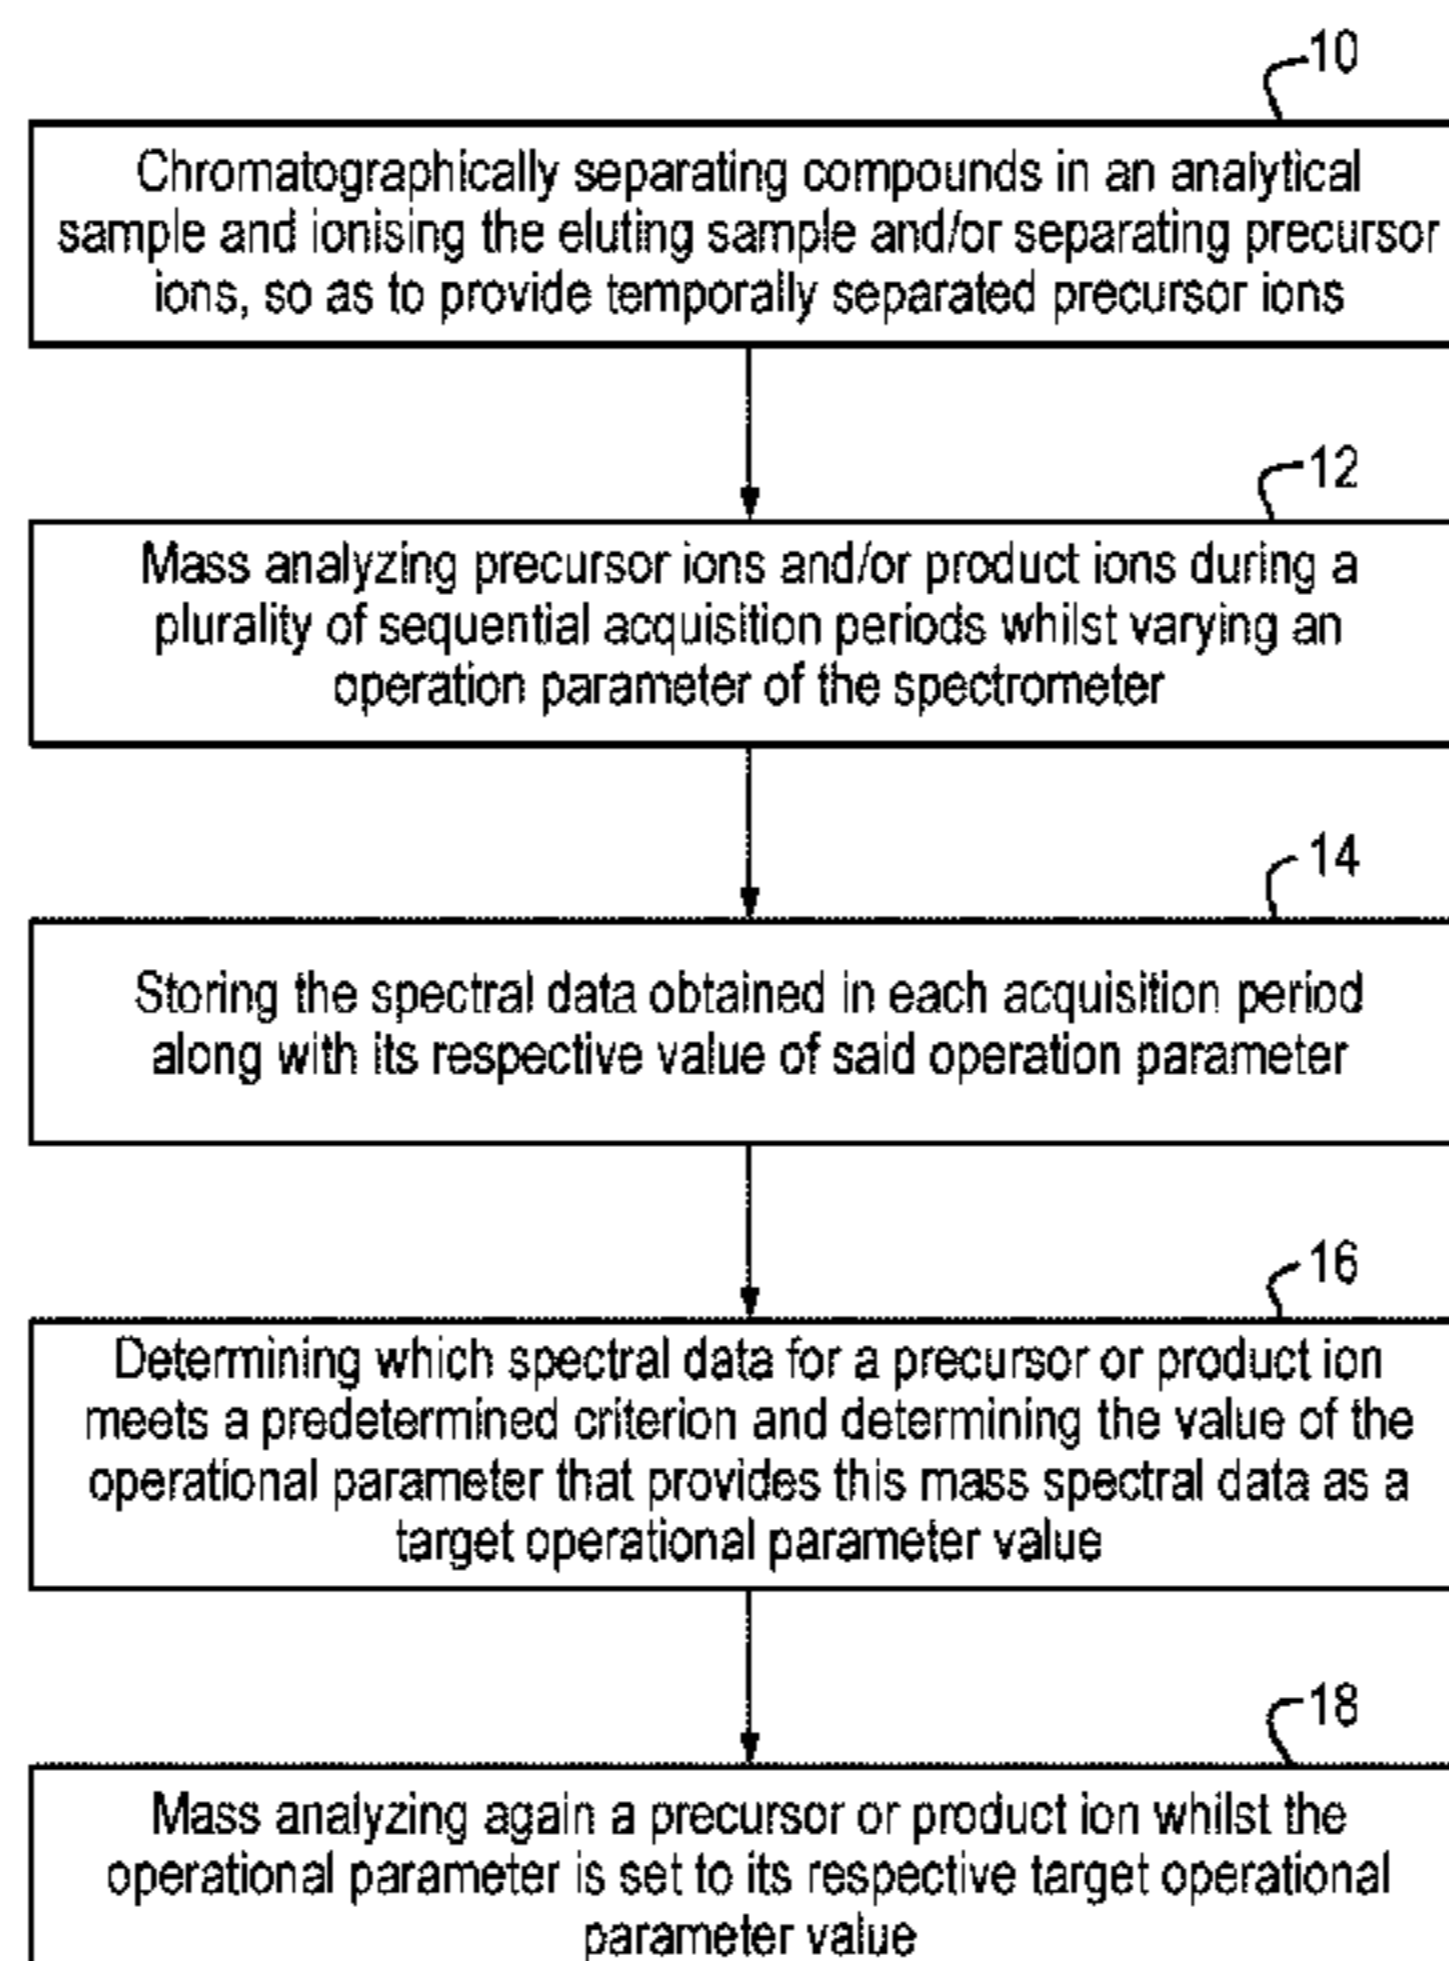 10
Chromatographically separating compounds in an analytical
sample and ionising the eluting sample and/or separating precursor
ions, so as to provide temporally separated precursor ions
12
Mass analyzing precursor ions and/or product ions during a
plurality of sequential acquisition periods whilst varying an
operation parameter of the spectrometer
14
Storing the spectral data obtained in each acquisition period
along with its respective value of said operation parameter
16
Determining which spectral data for a precursor or product ion
meets a predetermined criterion and determining the value of the
operational parameter that provides this mass spectral data as a
target operational parameter value
18
Mass analyzing again a precursor or product ion whilst the
operational parameter is set to its respective target operational
parameter value